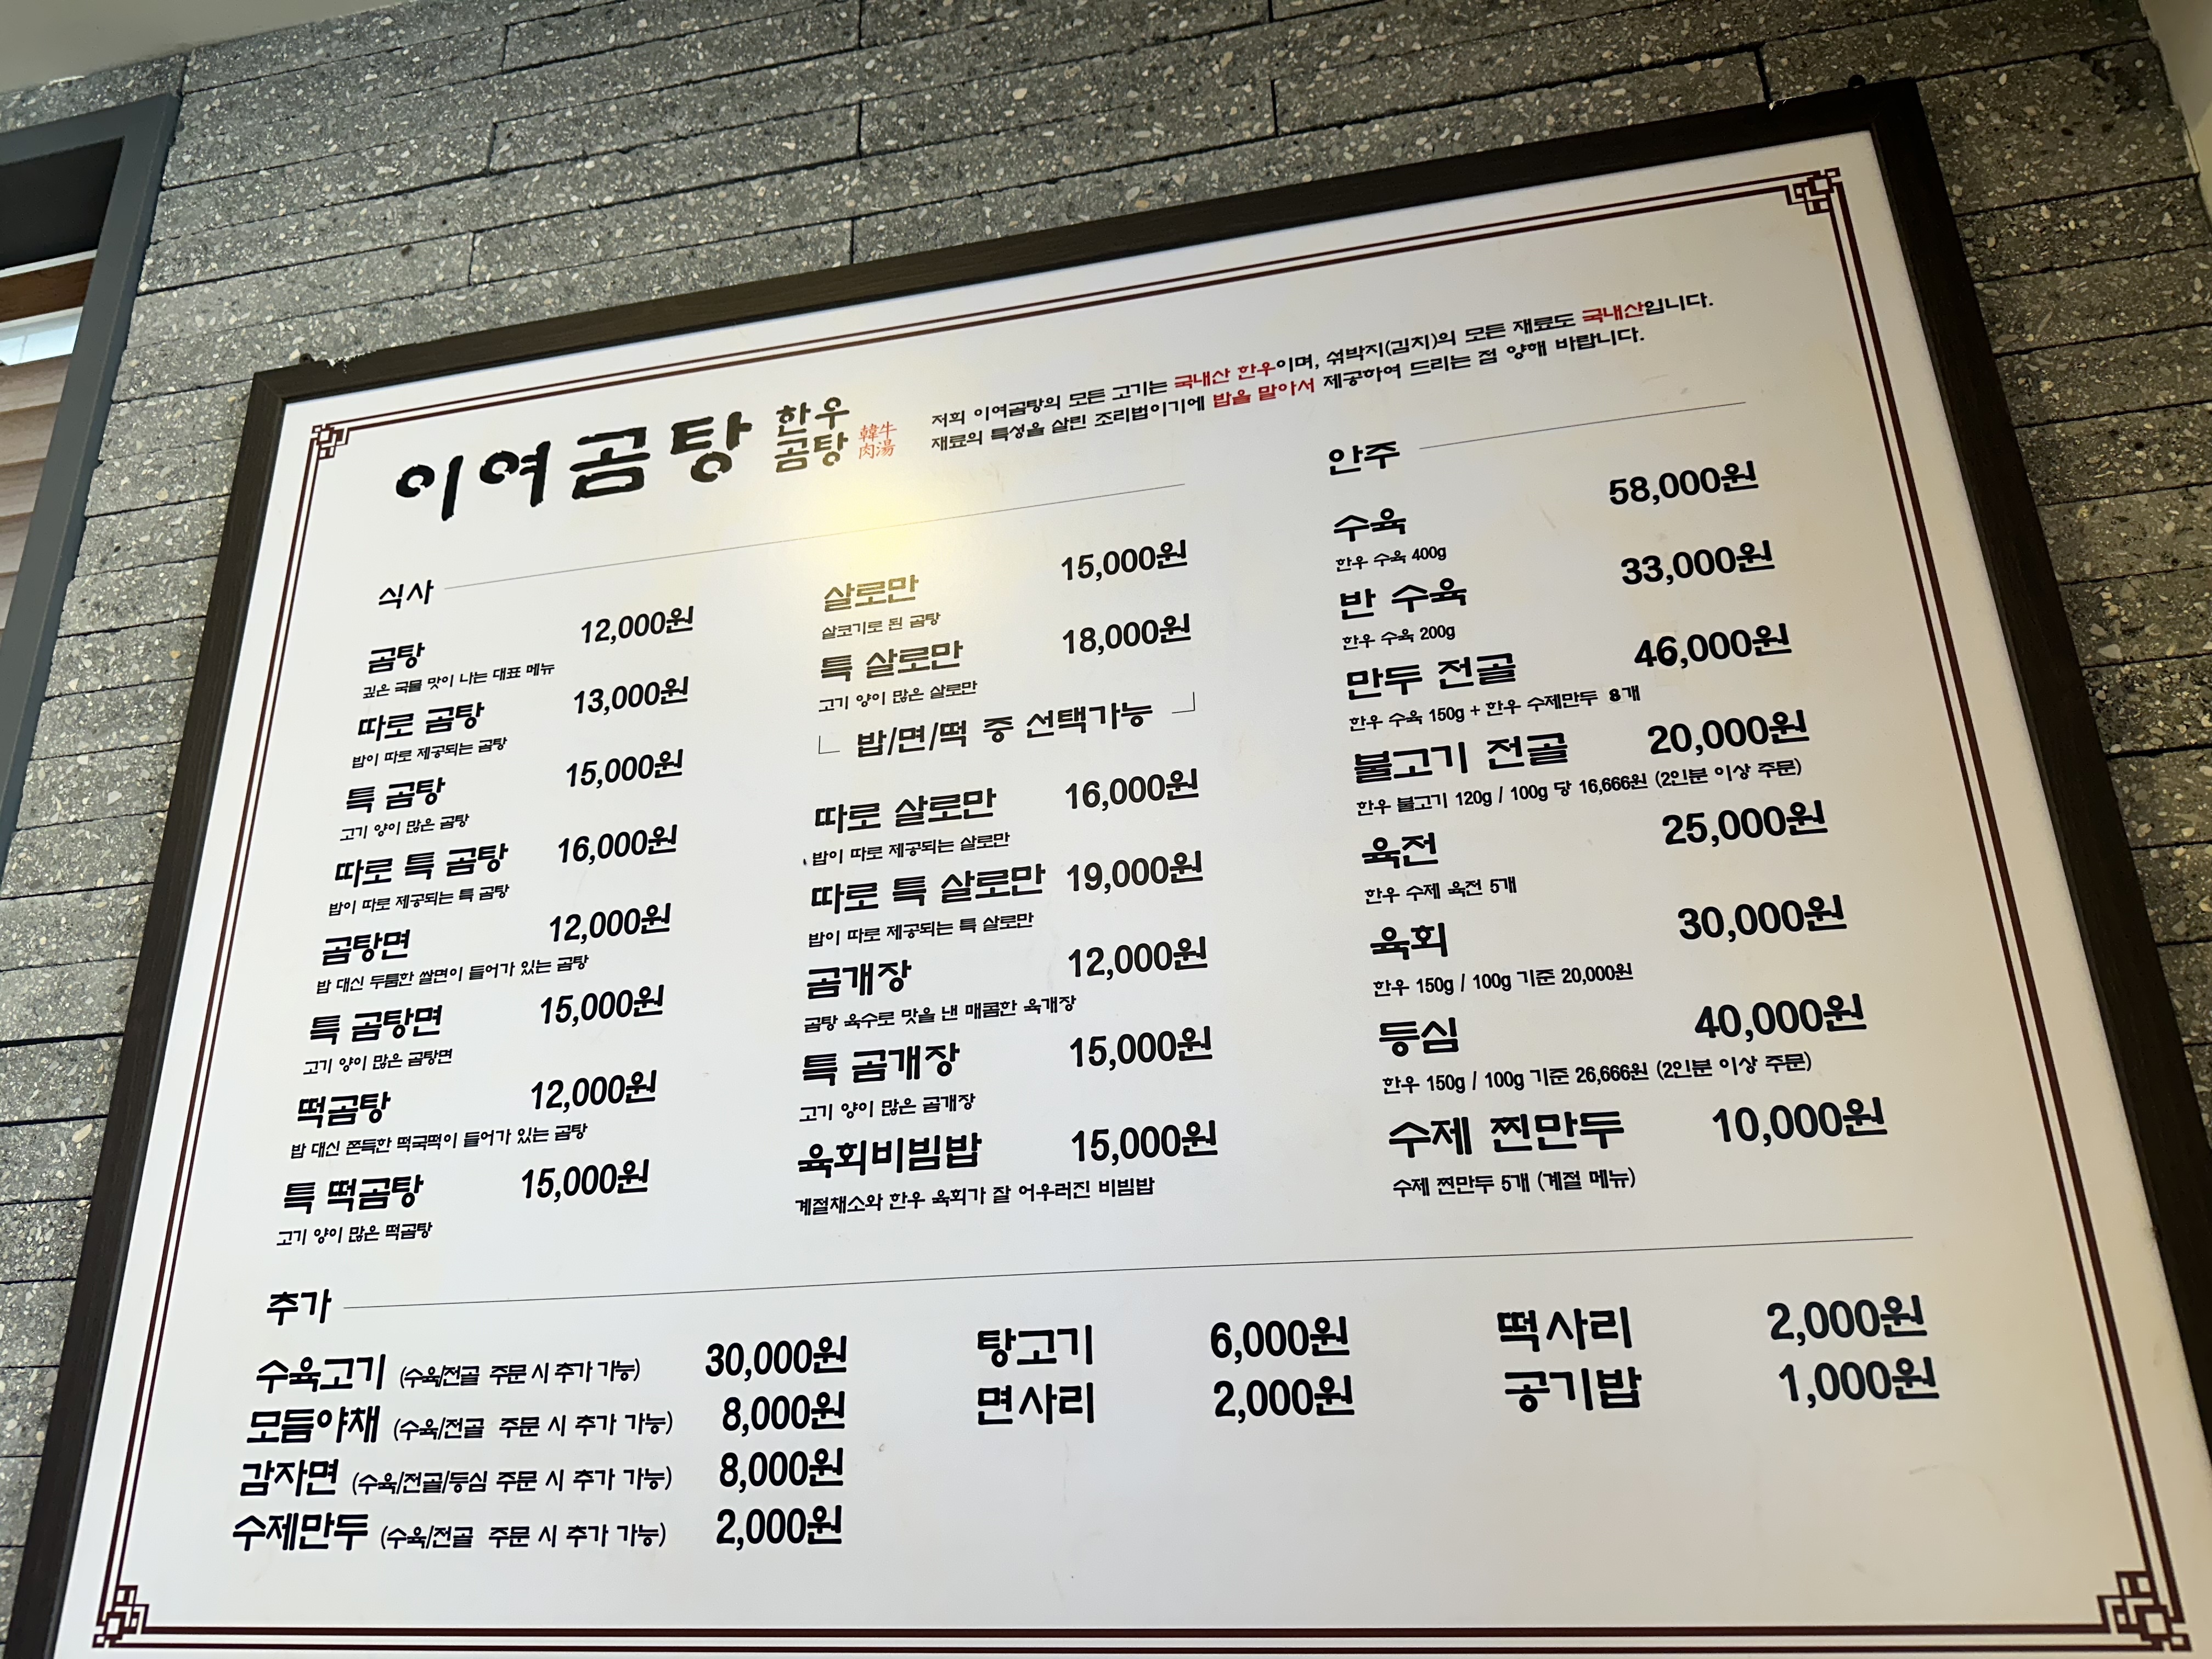 이여곰탕 한우 곰탕 韓牛 肉湯
저희 이여곰탕의 모든 고기는 국내산 한우이며, 섞박지(김치)의 모든 재료도 국내산입니다.
재료의 특성을 살린 조리법이기에 밥을 말아서 제공하여 드리는 점 양해 바랍니다.
식사
곰탕 12,000원
깊은 국물 맛이 나는 대표 메뉴
따로 곰탕 13,000원
밥이 따로 제공되는 곰탕
특 곰탕 15,000원
고기 양이 많은 곰탕
따로 특 곰탕 16,000원
밥이 따로 제공되는 특 곰탕
곰탕면 12,000원
밥 대신 두툼한 쌀면이 들어가 있는 곰탕
특 곰탕면 15,000원
고기 양이 많은 곰탕면
떡곰탕 12,000원
밥 대신 쫀득한 떡국떡이 들어가 있는 곰탕
특 떡곰탕 15,000원
고기 양이 많은 떡곰탕
살로만 15,000원
살코기로 된 곰탕
특 살로만 18,000원
고기 양이 많은 살로만
밥/면/떡 중 선택가능
따로 살로만 16,000원
밥이 따로 제공되는 살로만
따로 특 살로만 19,000원
밥이 따로 제공되는 특 살로만
곰개장 12,000원
곰탕 육수로 맛을 낸 매콤한 육개장
특 곰개장 15,000원
고기 양이 많은 곰개장
육회비빔밥 15,000원
계절채소와 한우 육회가 잘 어우러진 비빔밥
안주
수육 58,000원
한우 수육 400g
반 수육 33,000원
한우 수육 200g
만두 전골 46,000원
한우 수육 150g + 한우 수제만두 8개
불고기 전골 20,000원
한우 불고기 120g / 100g 당 16,666원 (2인분 이상 주문)
육전 25,000원
한우 수제 육전 5개
육회 30,000원
한우 150g / 100g 기준 20,000원
등심 40,000원
한우 150g / 100g 기준 26,666원 (2인분 이상 주문)
수제 찐만두 10,000원
수제 찐만두 5개 (계절 메뉴)
추가
수육고기 (수육/전골 주문 시 추가 가능) 30,000원
모듬야채 (수육/전골 주문 시 추가 가능) 8,000원
감자면 (수육/전골/등심 주문 시 추가 가능) 8,000원
수제만두 (수육/전골 주문 시 추가 가능) 2,000원
탕고기 6,000원
면사리 2,000원
떡사리 2,000원
공기밥 1,000원